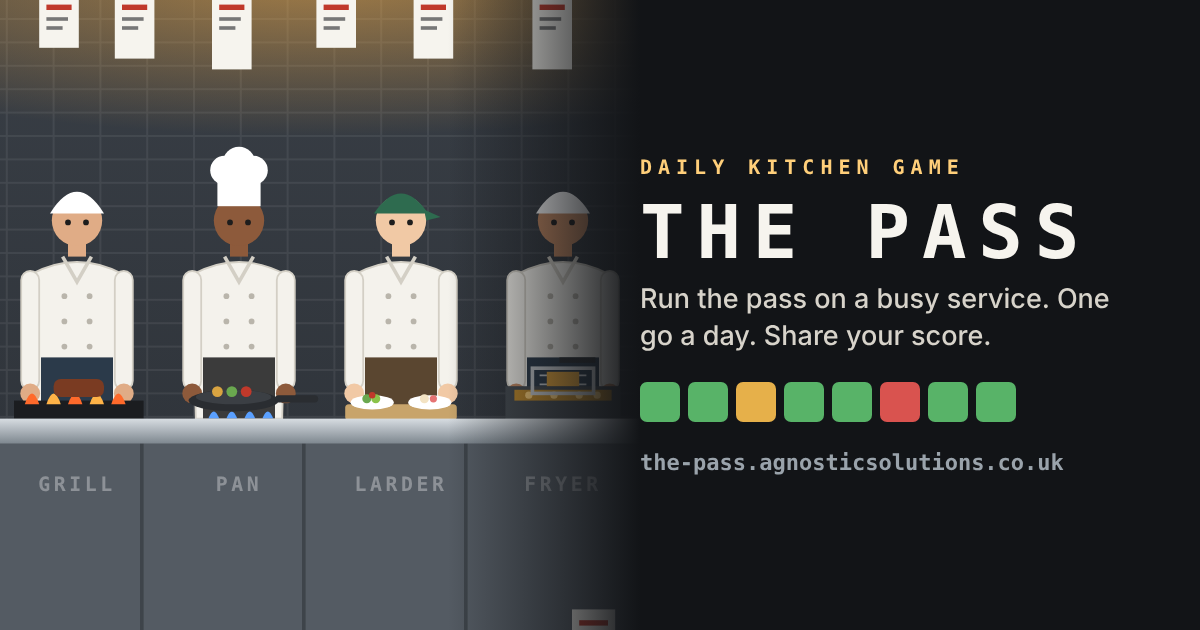 DAILY KITCHEN GAME
THE PASS
Run the pass on a busy service. One
go a day. Share your score.
the-pass.agnosticsolutions.co.uk
GRILL
PAN
LARDER
FRYER